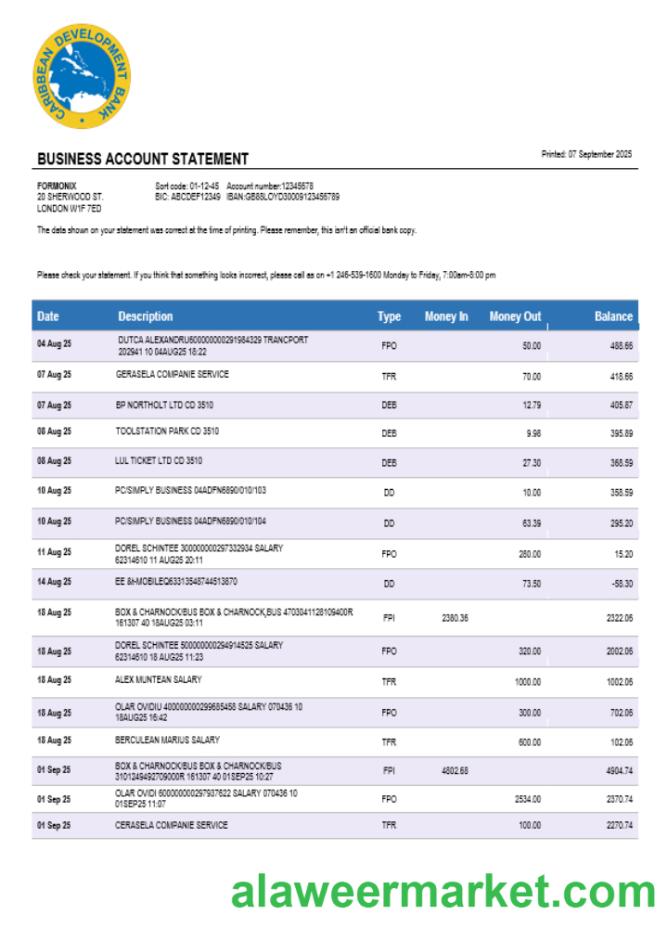 CARIBBEAN DEVELOPMENT BANK
BUSINESS ACCOUNT STATEMENT
Printed: 07 September 2025
FORMONIX
20 SHERWOOD ST.
LONDON W1F 7ED
Sort code: 01-12-45 Account number:12345678
BIC: ABCDEF12349 IBAN:GB88LOYD30009123456789
The data shown on your statement was correct at the time of printing. Please remember, this isn't an official bank copy.
Please check your statement. If you think that something looks incorrect, please call as on +1 246-539-1600 Monday to Friday, 7:00am-8:00 pm
Date Description Type Money In Money Out Balance
04 Aug 25 DUTCA ALEXANDRU600000000291984329 TRANCPORT FPO 50.00 488.66
202941 10 04AUG25 18:22
07 Aug 25 GERASELA COMPANIE SERVICE TFR 70.00 418.66
07 Aug 25 BP NORTHOLT LTD CD 3510 DEB 12.79 405.87
08 Aug 25 TOOLSTATION PARK CD 3510 DEB 9.98 395.89
08 Aug 25 LUL TICKET LTD CD 3510 DEB 27.30 368.59
10 Aug 25 PC/SIMPLY BUSINESS 04ADFN6890/010/103 DD 10.00 358.59
10 Aug 25 PC/SIMPLY BUSINESS 04ADFN6890/010/104 DD 63.39 295.20
11 Aug 25 DOREL SCHINTEE 300000000297332934 SALARY FPO 280.00 15.20
62314610 11 AUG25 20:11
14 Aug 25 EE &MOBILEQ63313548744513870 DD 73.50 -58.30
18 Aug 25 BOX & CHARNOCK/BUS BOX & CHARNOCK,BUS 4703041128109400R FPI 2380.36 2322.06
161307 40 18AUG25 03:11
18 Aug 25 DOREL SCHINTEE 500000000294914525 SALARY FPO 320.00 2002.06
62314610 18 AUG25 11:23
18 Aug 25 ALEX MUNTEAN SALARY TFR 1000.00 1002.06
18 Aug 25 OLAR OVIDIU 400000000299685458 SALARY 070436 10 FPO 300.00 702.06
18AUG25 16:42
18 Aug 25 BERCULEAN MARIUS SALARY TFR 600.00 102.06
01 Sep 25 BOX & CHARNOCK/BUS BOX & CHARNOCK/BUS FPI 4802.68 4904.74
3101249492709000R 161307 40 01SEP25 10:27
01 Sep 25 OLAR OVIDI 600000000297937622 SALARY 070436 10 FPO 2534.00 2370.74
01SEP25 11:07
01 Sep 25 CERASELA COMPANIE SERVICE TFR 100.00 2270.74
alaweermarket.com